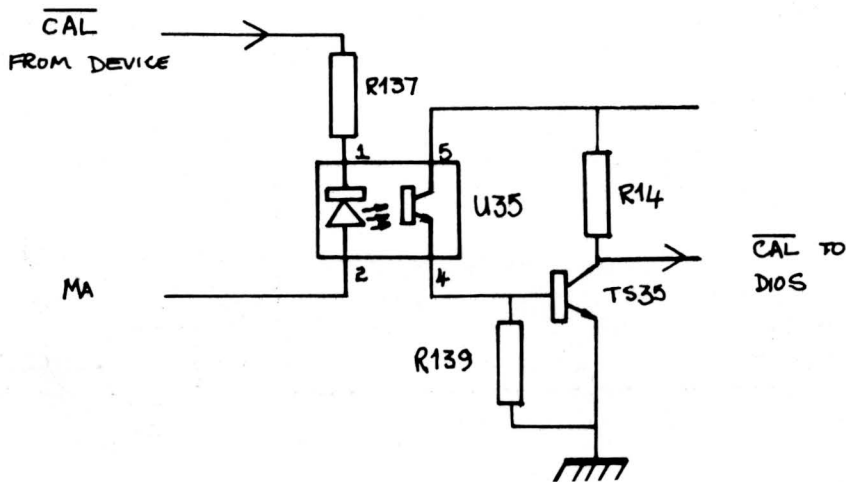 CAL
FROM DEVICE
R137
1
5
U35
R14
CAL TO
DIOS
MA
2
4
TS35
R139